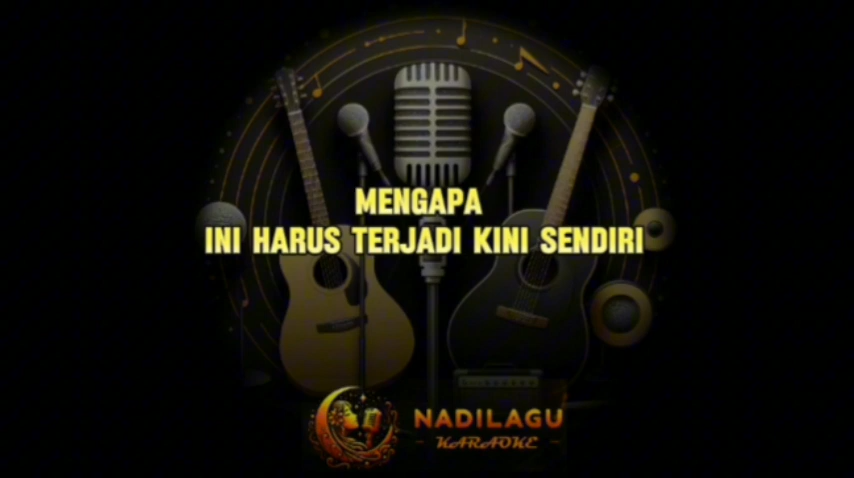 MENGAPA
INI HARUS TERJADI KINI SENDIRI
NADILAGU
KARAOKE